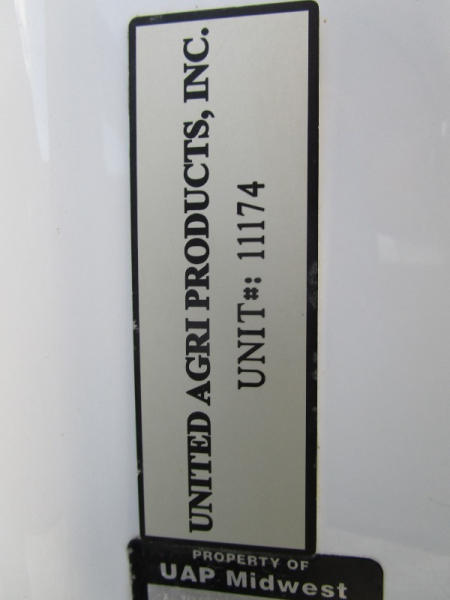 UNITED AGRI PRODUCTS, INC.
UNIT#: 11174
PROPERTY OF
UAP Midwest